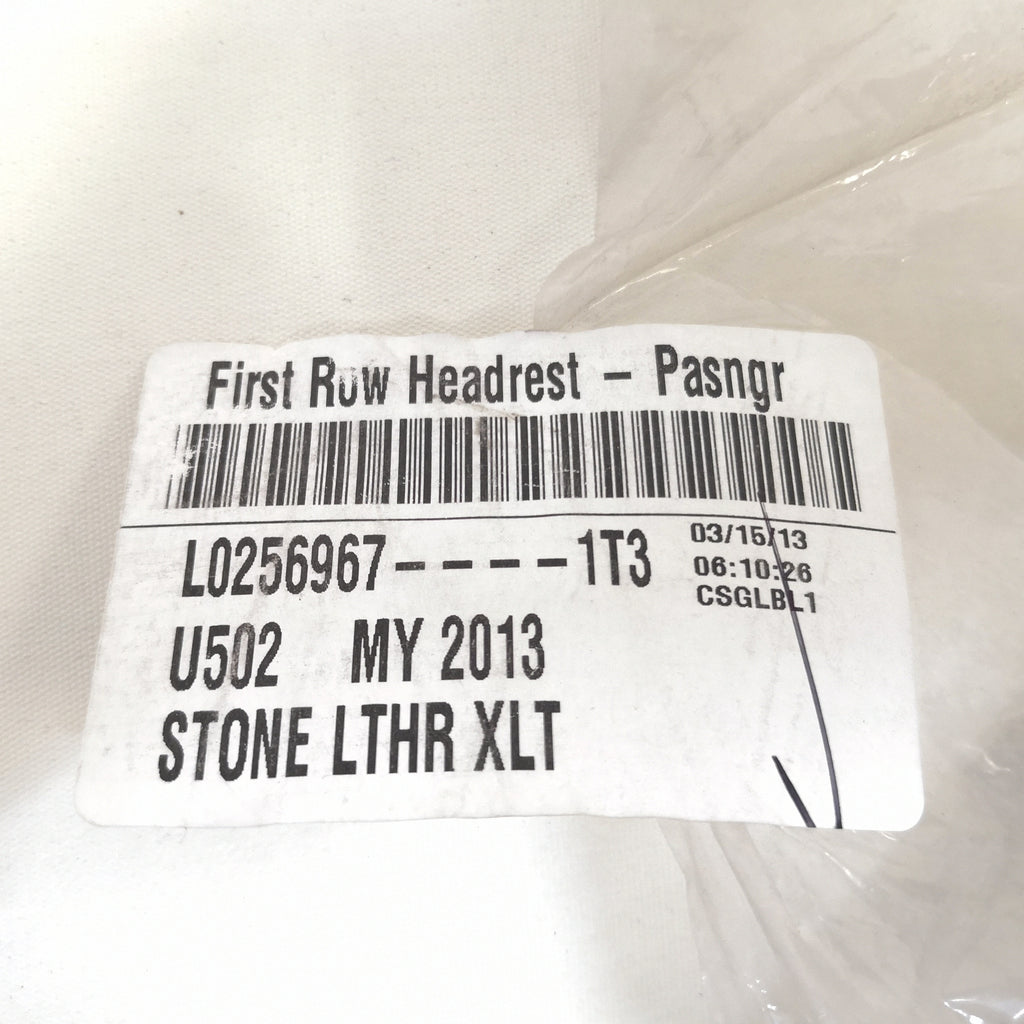 First Row Headrest - Pasngr
L0256967-----1T3
03/15/13
06:10:26
CSGLBL1
U502 MY 2013
STONE LTHR XLT